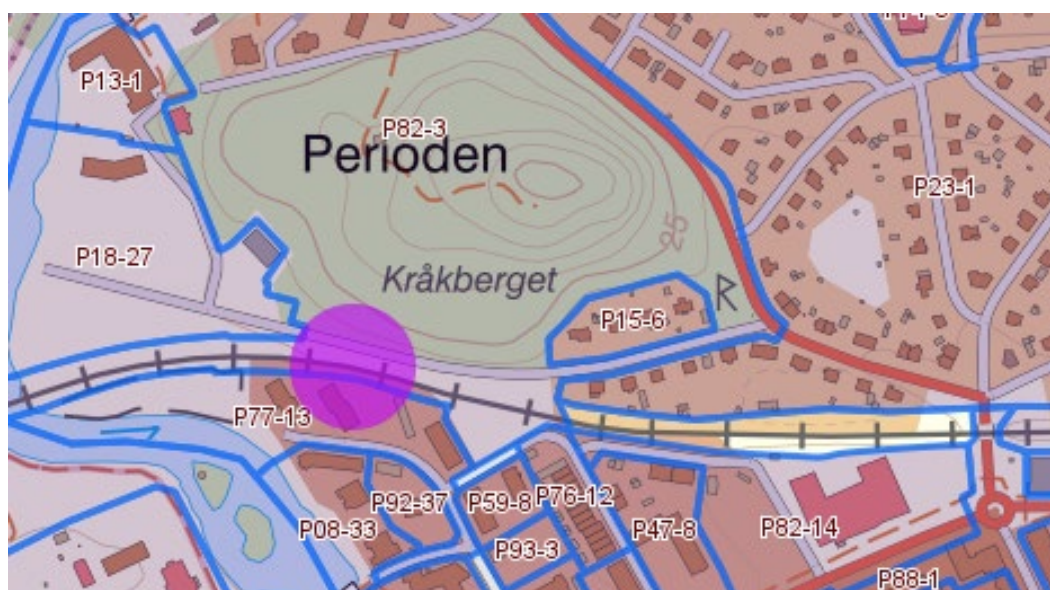 P13-1
P82-3
Perioden
P23-1
P18-27
Kråkberget
25
P15-6
P77-13
P92-37
P59-8
P76-12
P08-33
P93-3
P47-8
P82-14
P88-1